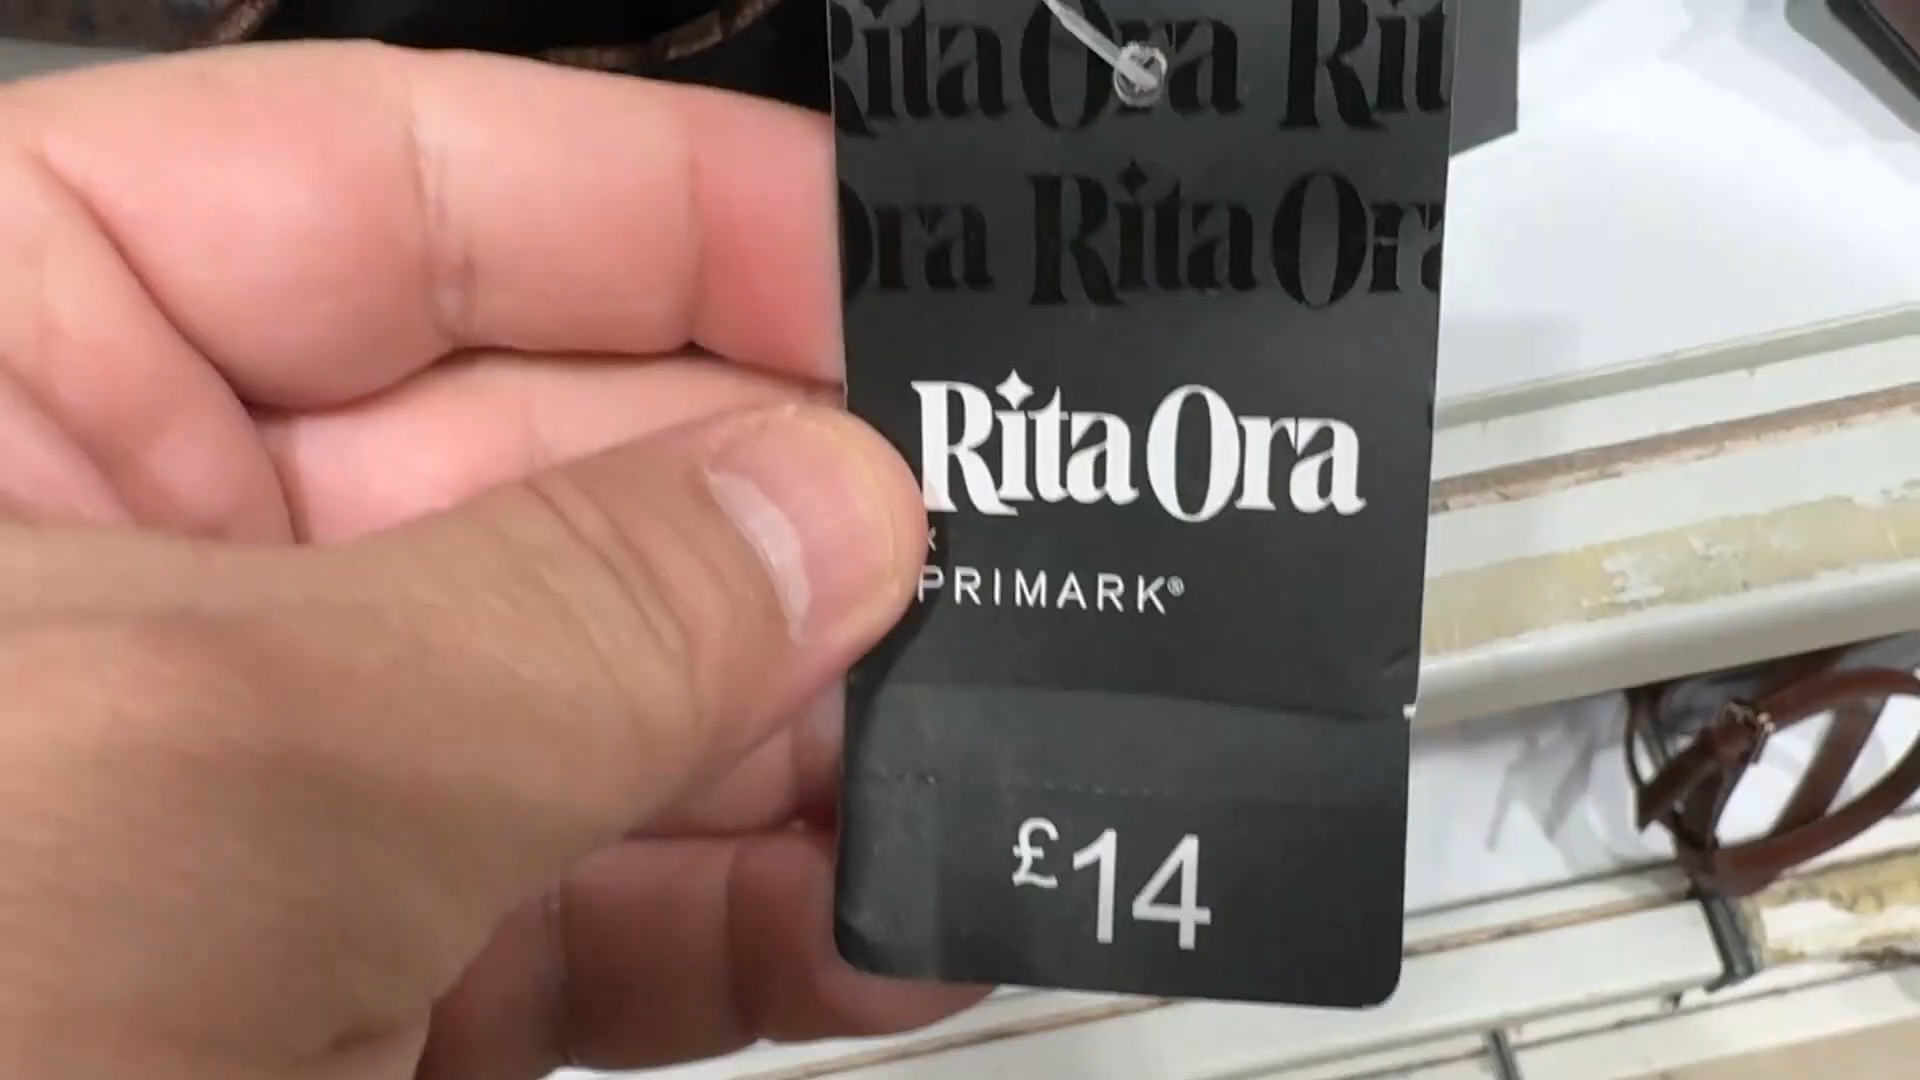 Rita Ora Rit
Ora Rita Ora
Rita Ora
x
PRIMARK®
£14